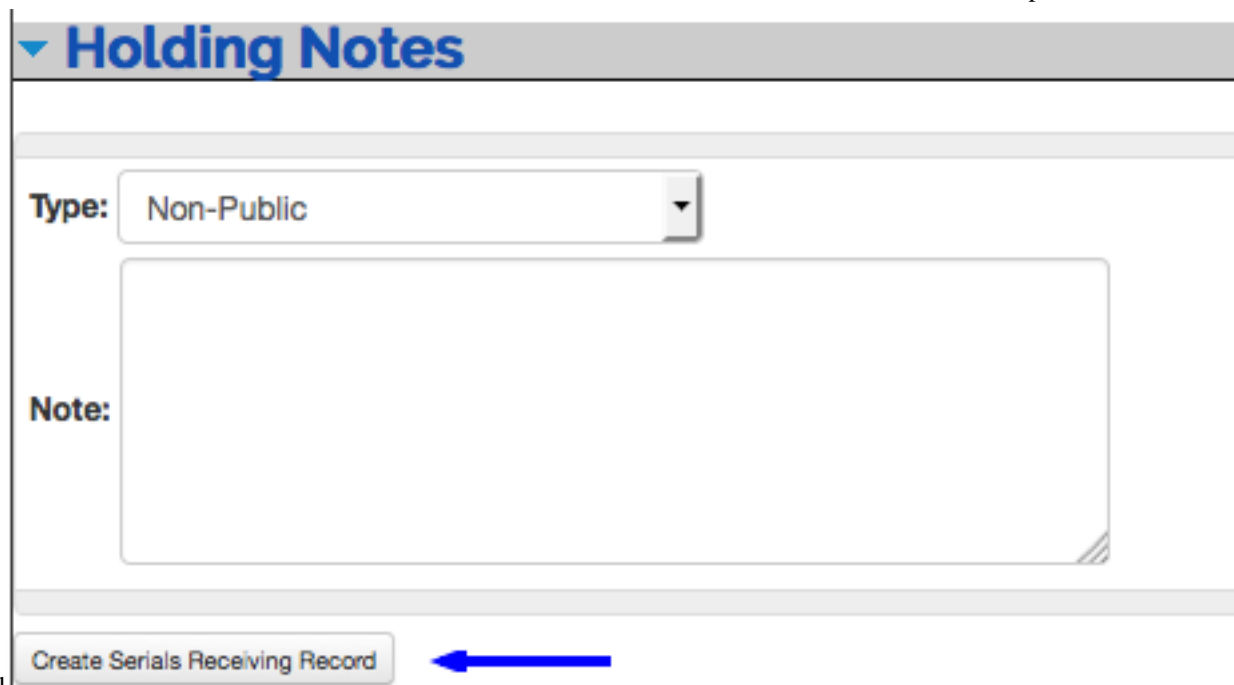 Holding Notes
Type: Non-Public
Note:
Create Serials Receiving Record